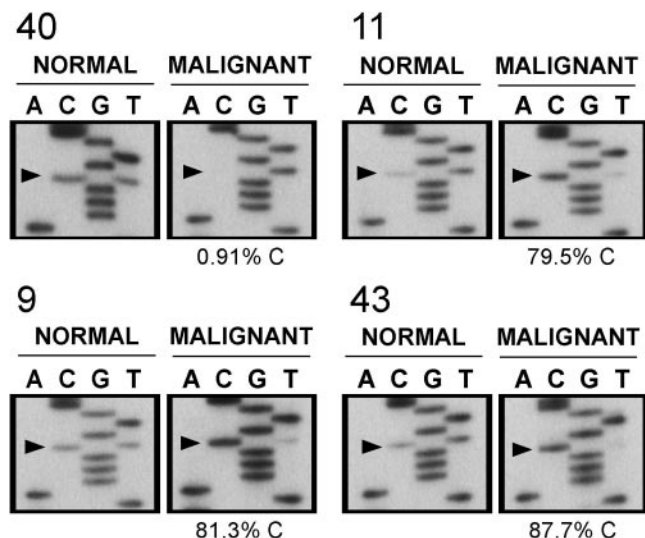 40 11
NORMAL MALIGNANT NORMAL MALIGNANT
A C G T A C G T A C G T A C G T
0.91% C 79.5% C
9 43
NORMAL MALIGNANT NORMAL MALIGNANT
A C G T A C G T A C G T A C G T
81.3% C 87.7% C